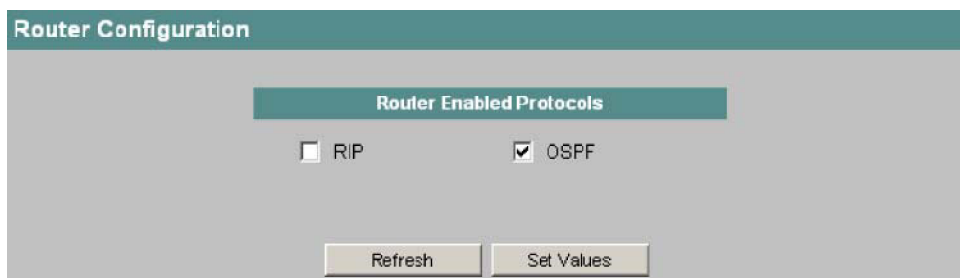 Router Configuration
Router Enabled Protocols
RIP OSPF
Refresh Set Values